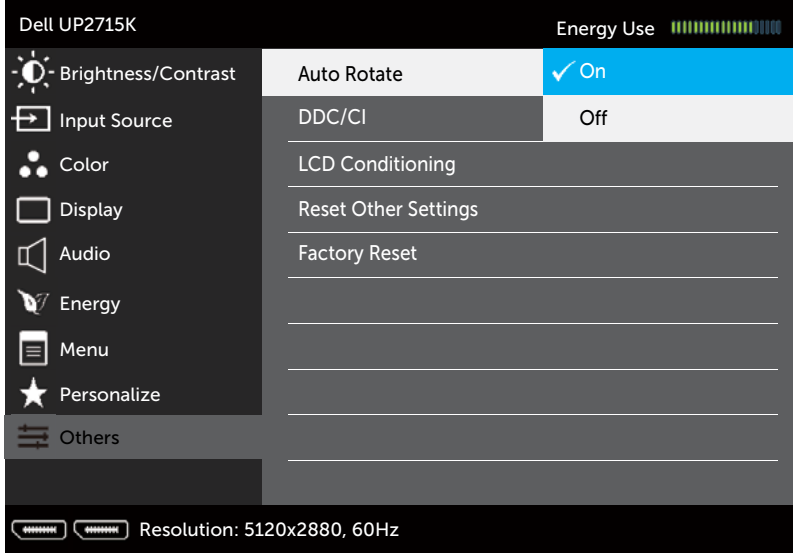 Dell UP2715K
Energy Use
Brightness/Contrast
Auto Rotate
On
Input Source
DDC/CI
Off
Color
LCD Conditioning
Display
Reset Other Settings
Audio
Factory Reset
Energy
Menu
Personalize
Others
Resolution: 5120x2880, 60Hz